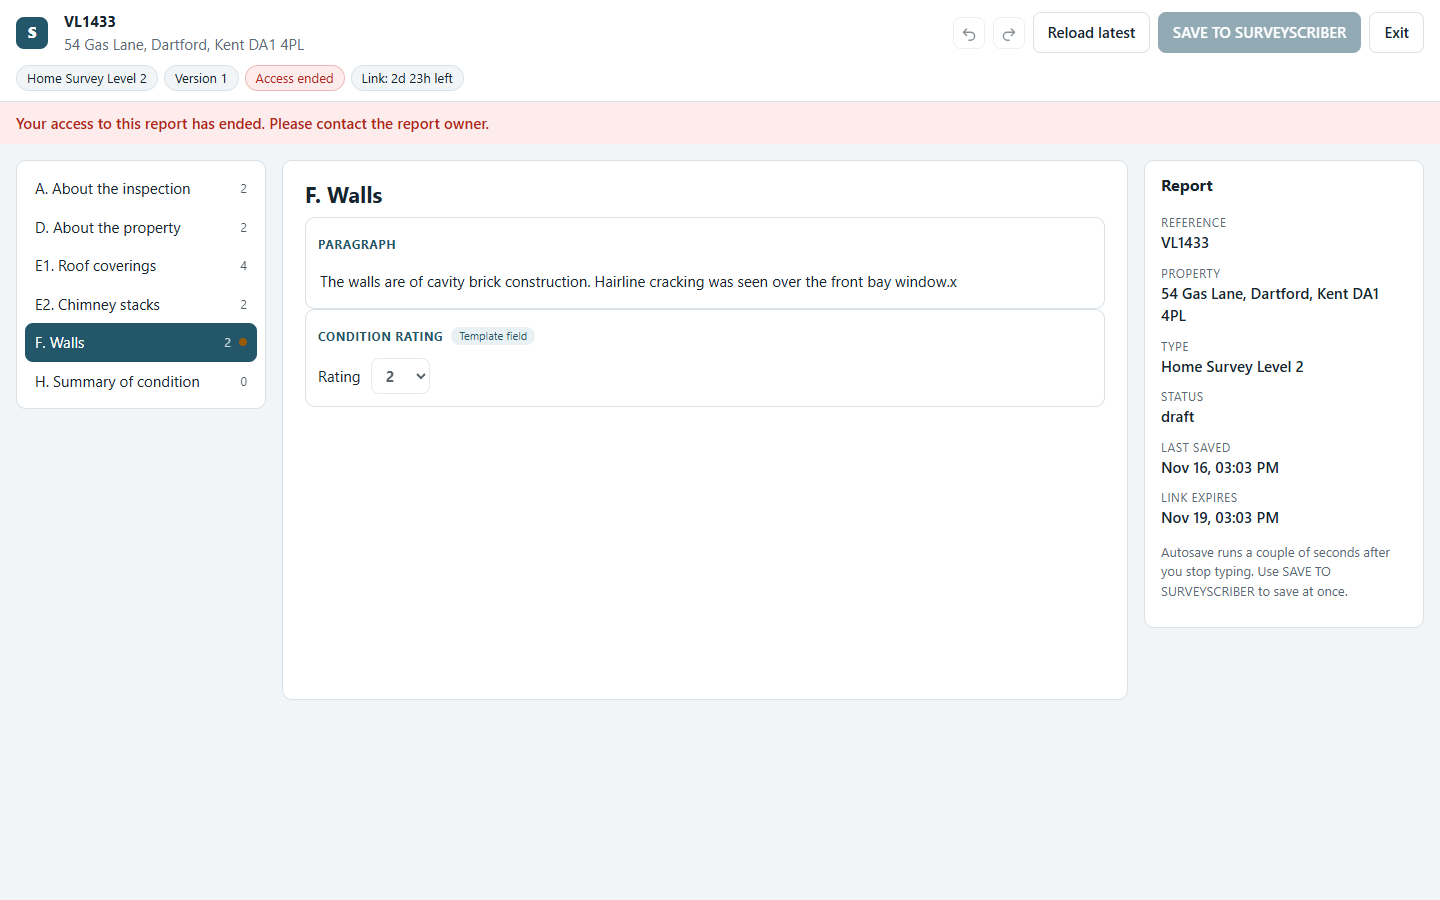 S
VL1433
54 Gas Lane, Dartford, Kent DA1 4PL
Reload latest
SAVE TO SURVEYSCRIBER
Exit
Home Survey Level 2
Version 1
Access ended
Link: 2d 23h left
Your access to this report has ended. Please contact the report owner.
A. About the inspection 2
D. About the property 2
E1. Roof coverings 4
E2. Chimney stacks 2
F. Walls 2
H. Summary of condition 0
F. Walls
PARAGRAPH
The walls are of cavity brick construction. Hairline cracking was seen over the front bay window.x
CONDITION RATING Template field
Rating 2
Report
REFERENCE
VL1433
PROPERTY
54 Gas Lane, Dartford, Kent DA1
4PL
TYPE
Home Survey Level 2
STATUS
draft
LAST SAVED
Nov 16, 03:03 PM
LINK EXPIRES
Nov 19, 03:03 PM
Autosave runs a couple of seconds after
you stop typing. Use SAVE TO
SURVEYSCRIBER to save at once.